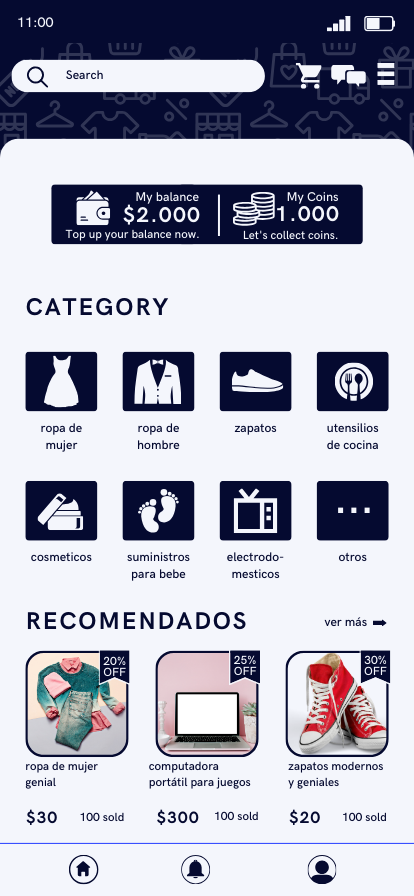 11:00
Search
My balance
$2.000
Top up your balance now.
My Coins
1.000
Let's collect coins.
CATEGORY
ropa de
mujer
ropa de
hombre
zapatos
utensilios
de cocina
cosmeticos
suministros
para bebe
electrodo-
mesticos
otros
RECOMENDADOS
ver más
20%
OFF
25%
OFF
30%
OFF
ropa de mujer
genial
computadora
portátil para juegos
zapatos modernos
y geniales
$30
100 sold
$300
100 sold
$20
100 sold